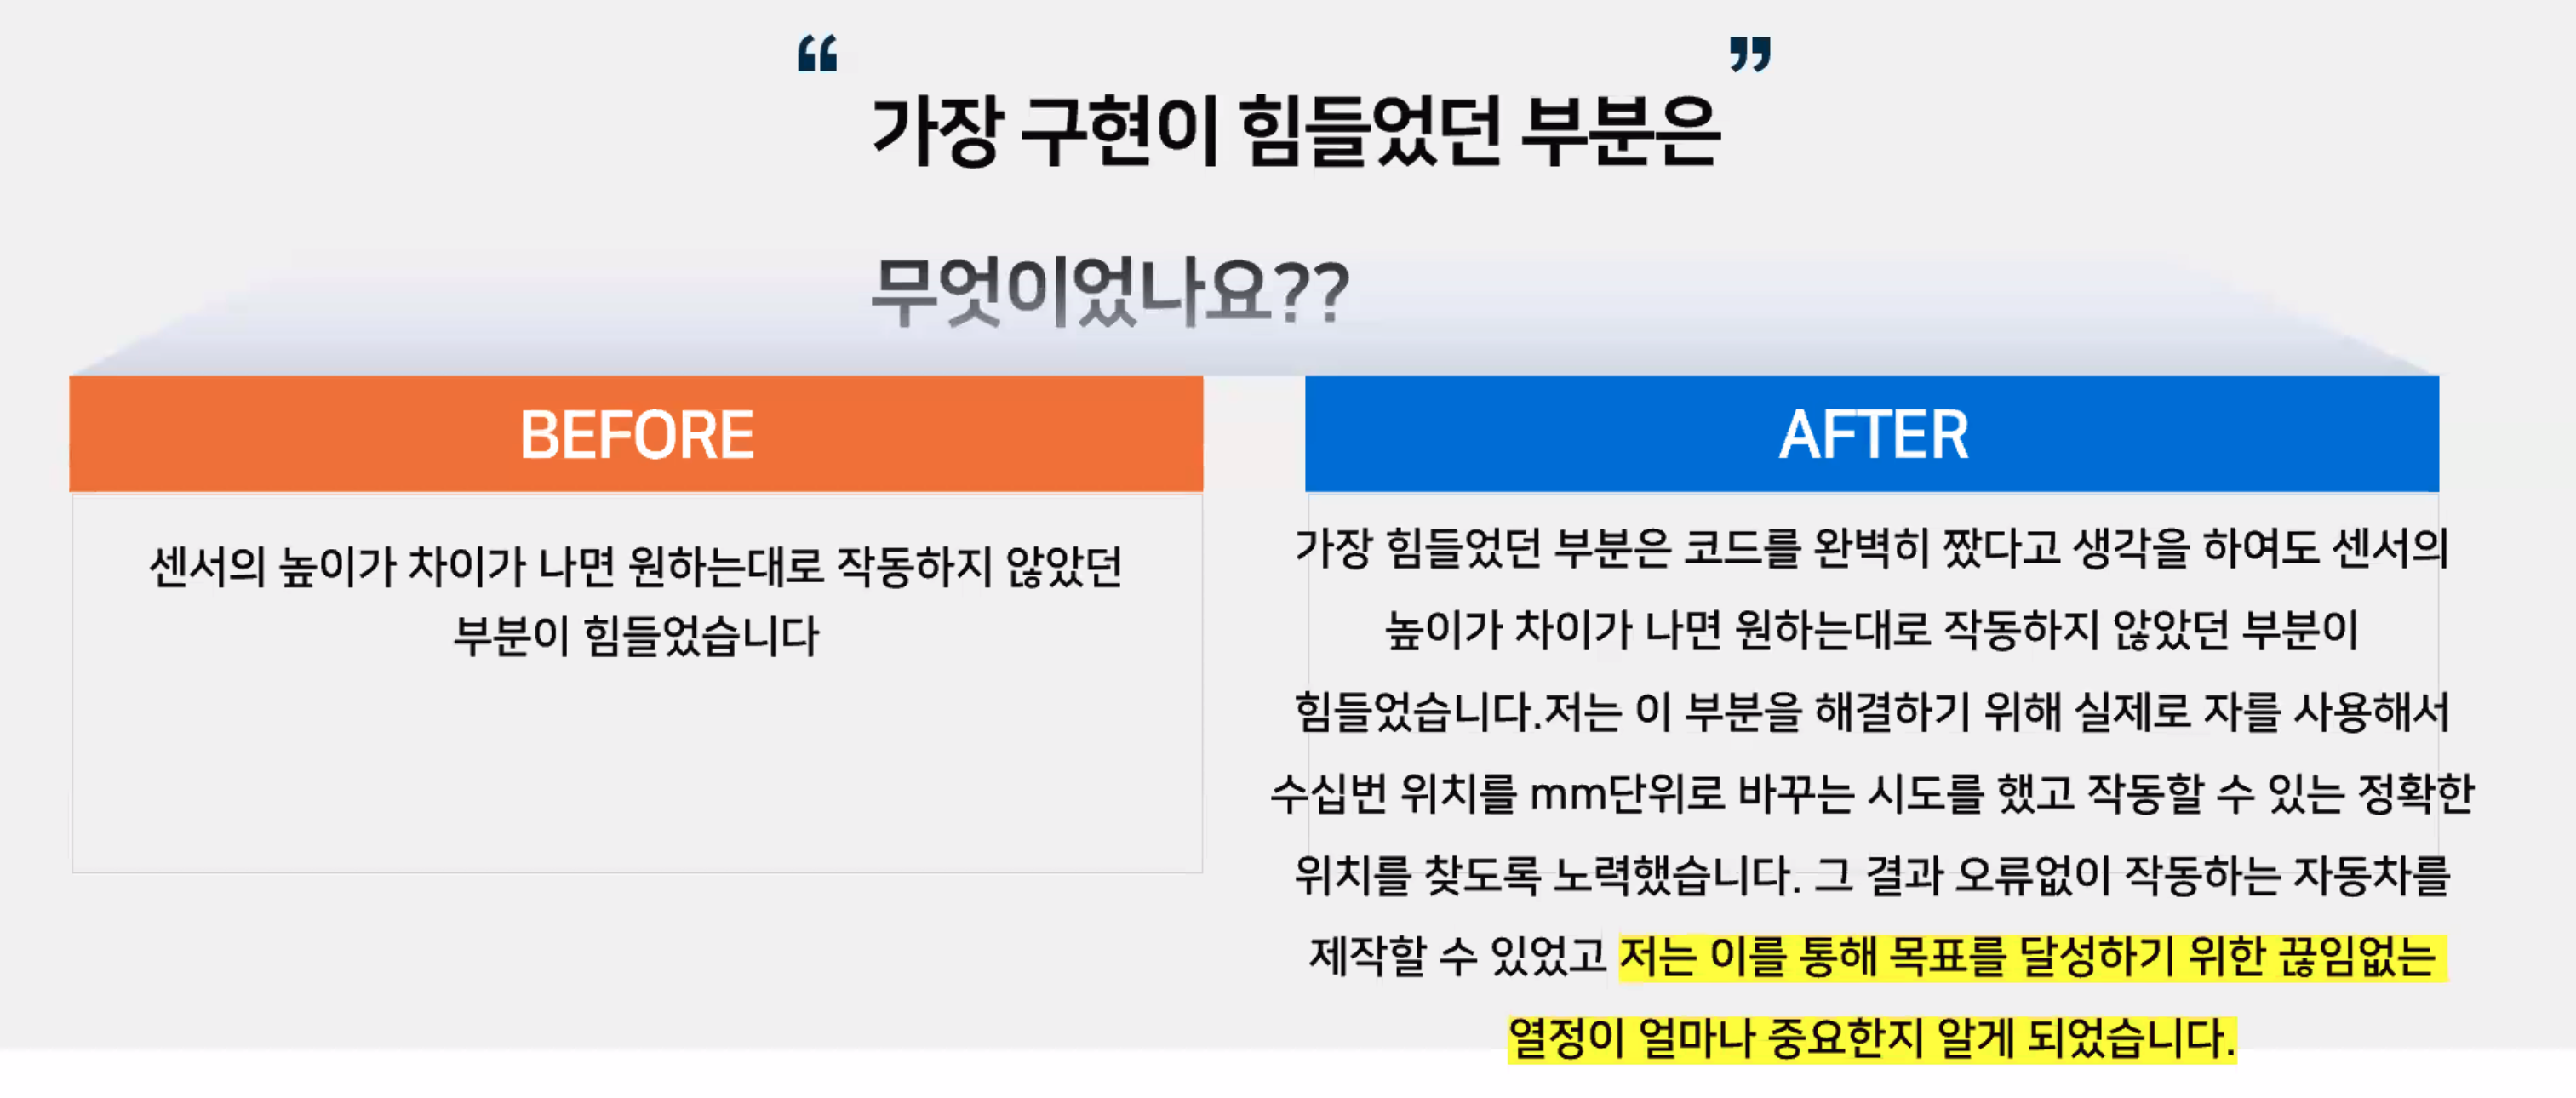 “ ”
가장 구현이 힘들었던 부분은
무엇이었나요??
BEFORE
센서의 높이가 차이가 나면 원하는대로 작동하지 않았던
부분이 힘들었습니다
AFTER
가장 힘들었던 부분은 코드를 완벽히 짰다고 생각을 하여도 센서의
높이가 차이가 나면 원하는대로 작동하지 않았던 부분이
힘들었습니다.저는 이 부분을 해결하기 위해 실제로 자를 사용해서
수십번 위치를 mm단위로 바꾸는 시도를 했고 작동할 수 있는 정확한
위치를 찾도록 노력했습니다. 그 결과 오류없이 작동하는 자동차를
제작할 수 있었고 저는 이를 통해 목표를 달성하기 위한 끊임없는
열정이 얼마나 중요한지 알게 되었습니다.